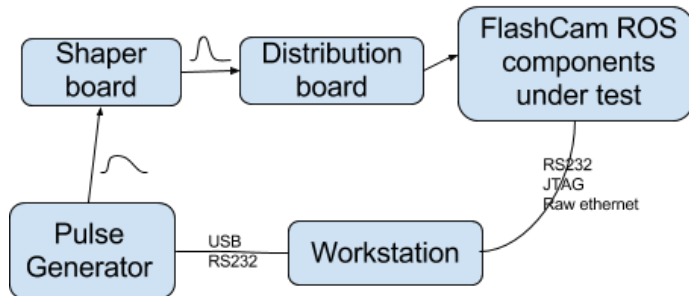 Shaper
board
Distribution
board
FlashCam ROS
components
under test
RS232
JTAG
Raw ethernet
Pulse
Generator
USB
RS232
Workstation